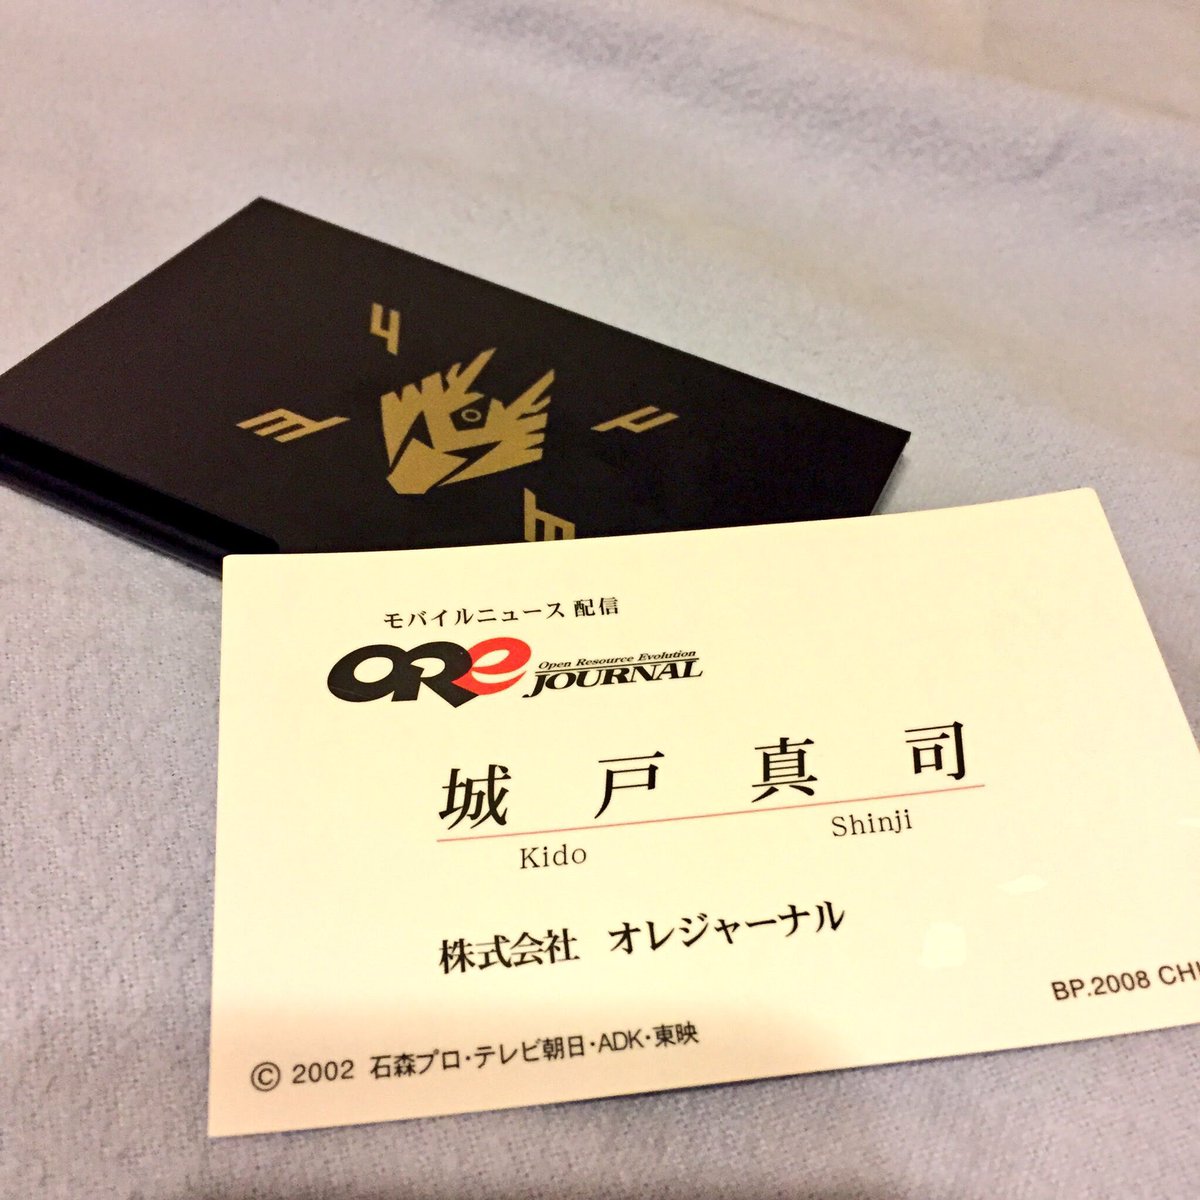 モバイルニュース 配信
ORe
Open Resource Evolution
JOURNAL
城戸真司
Kido Shinji
株式会社 オレジャーナル
BP.2008 CH
© 2002 石森プロ・テレビ朝日・ADK・東映